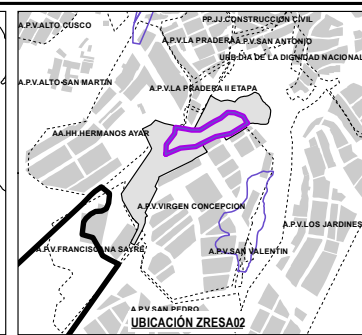 A.P.V.ALTO CUSCO
PP.JJ.CONSTRUCCIÓN CIVIL
A.P.V.LA PRADERA
A.P.V.SAN ANTONIO
URB.DIA DE LA DIGNIDAD NACIONAL
A.P.V.ALTO SAN MARTIN
A.P.V.LA PRADERA II ETAPA
AA.HH.HERMANOS AYAR
A.P.V.VIRGEN CONCEPCION
A.P.V.LOS JARDINES
A.P.V.FRANCISCANA SAYRE
A.P.V.SAN VALENTIN
A.P.V.SAN PEDRO
UBICACIÓN ZRESA02